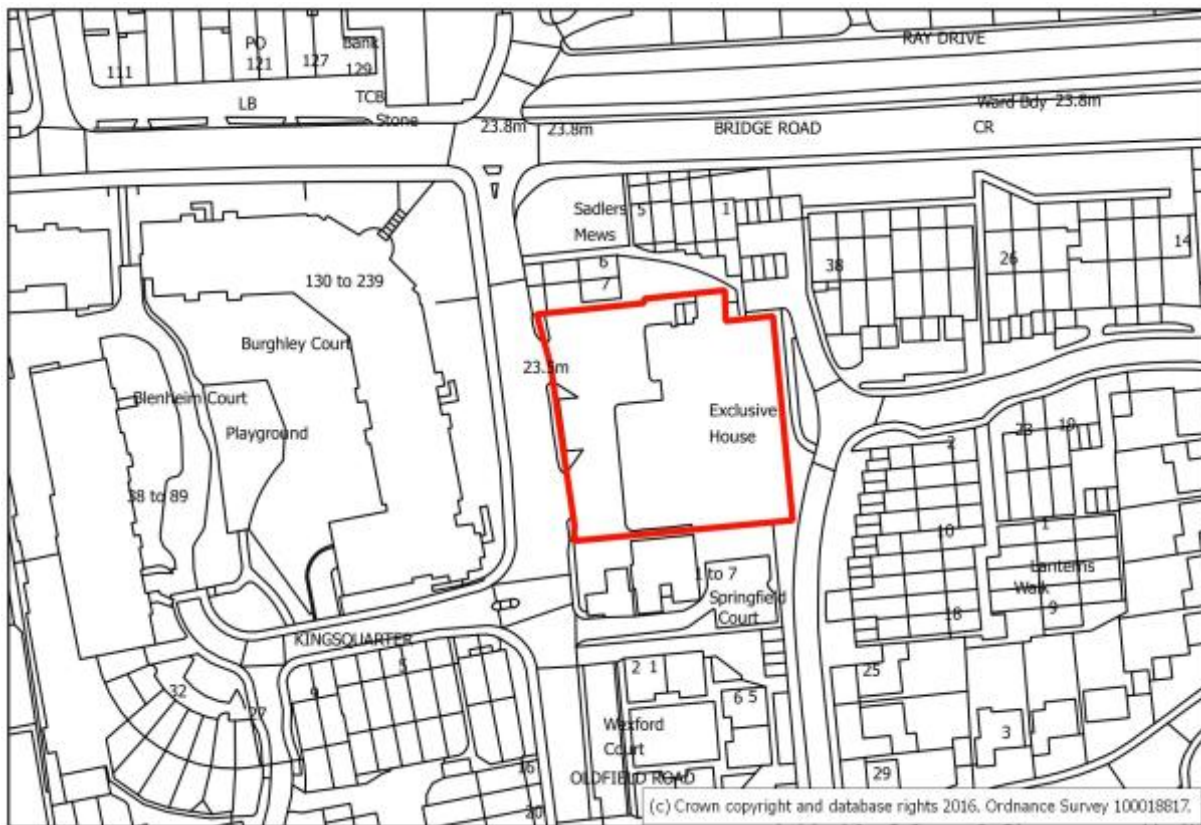 RAY DRIVE
PO
121
127
Bank
129
111
TCB
LB
Stone
23.8m
23.8m
BRIDGE ROAD
Ward Bdy 23.8m
CR
Sadlers
Mews
5
1
6
7
38
26
14
130 to 239
Burghley Court
Blenheim Court
Playground
38 to 89
23.5m
Exclusive
House
2
23
19
10
18
1
Lanterns
Walk
9
1 to 7
Springfield
Court
KINGSQUARTER
5
9
32
27
2 1
6 5
25
3
Wexford
Court
OLDFIELD ROAD
16
20
29
(c) Crown copyright and database rights 2016. Ordnance Survey 100018817.